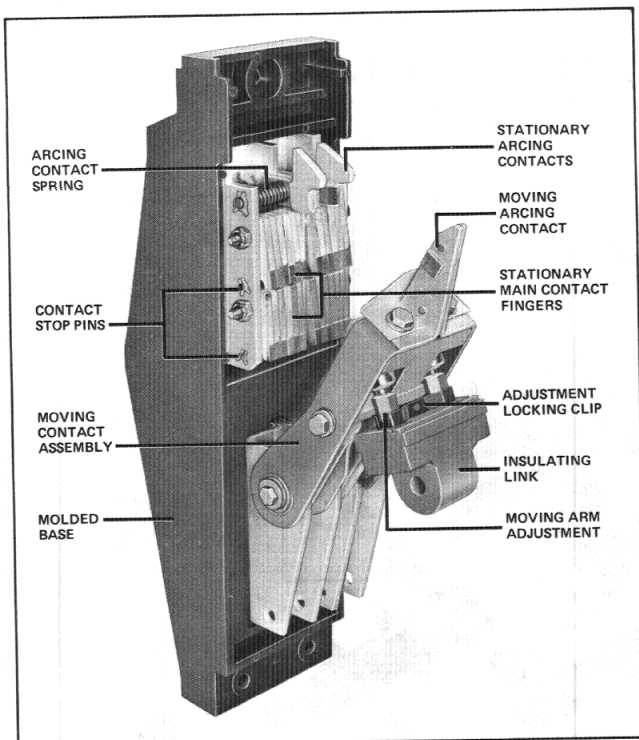 ARCING
CONTACT
SPRING
STATIONARY
ARCING
CONTACTS
MOVING
ARCING
CONTACT
STATIONARY
MAIN CONTACT
FINGERS
CONTACT
STOP PINS
ADJUSTMENT
LOCKING CLIP
MOVING
CONTACT
ASSEMBLY
INSULATING
LINK
MOLDED
BASE
MOVING ARM
ADJUSTMENT